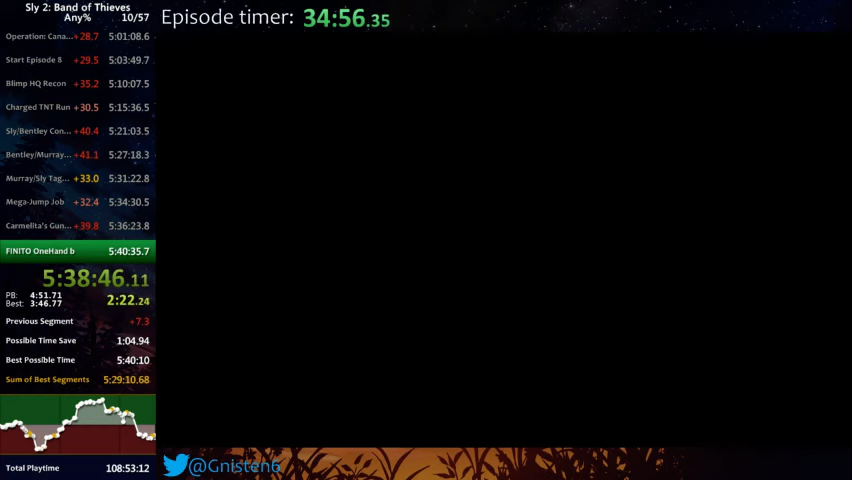 Sly 2: Band of Thieves
Any% 10/57
Episode timer: 34:56.35
Operation: Cana... +28.7 5:01:08.6
Start Episode 8 +29.5 5:03:49.7
Blimp HQ Recon +35.2 5:10:07.5
Charged TNT Run +30.5 5:15:36.5
Sly/Bentley Con... +40.4 5:21:03.5
Bentley/Murray... +41.1 5:27:18.3
Murray/Sly Tag... +33.0 5:31:22.8
Mega-Jump Job +32.4 5:34:30.5
Carmelita's Gun... +39.8 5:36:23.8
FINITO OneHand b 5:40:35.7
5:38:46.11
PB: 4:51.71
Best: 3:46.77
2:22.24
Previous Segment +7.3
Possible Time Save 1:04.94
Best Possible Time 5:40:10
Sum of Best Segments 5:29:10.68
Total Playtime 108:53:12
@Gnisten6